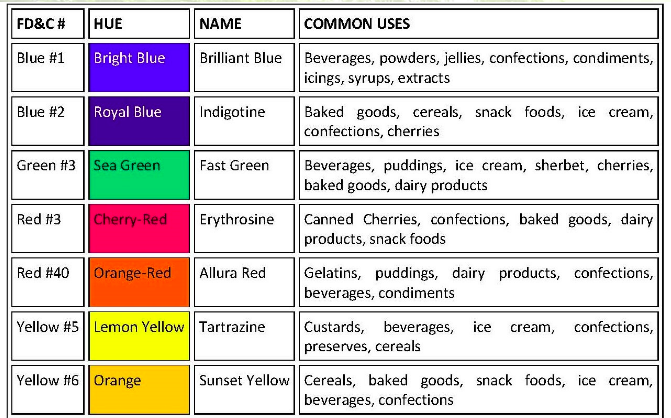 FD&C # HUE NAME COMMON USES
Blue #1 Bright Blue Brilliant Blue Beverages, powders, jellies, confections, condiments,
icings, syrups, extracts
Blue #2 Royal Blue Indigotine Baked goods, cereals, snack foods, ice cream,
confections, cherries
Green #3 Sea Green Fast Green Beverages, puddings, ice cream, sherbet, cherries,
baked goods, dairy products
Red #3 Cherry-Red Erythrosine Canned Cherries, confections, baked goods, dairy
products, snack foods
Red #40 Orange-Red Allura Red Gelatins, puddings, dairy products, confections,
beverages, condiments
Yellow #5 Lemon Yellow Tartrazine Custards, beverages, ice cream, confections,
preserves, cereals
Yellow #6 Orange Sunset Yellow Cereals, baked goods, snack foods, ice cream,
beverages, confections